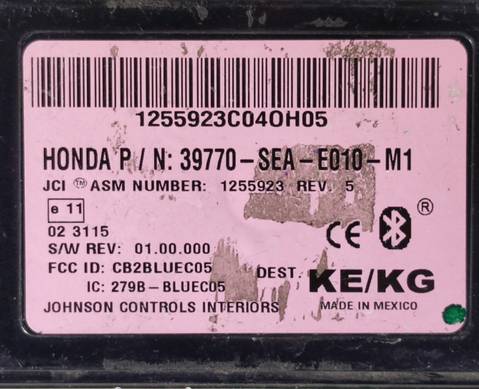 1255923C04OH05
HONDA P / N: 39770-SEA-E010-M1
JCI ™ ASM NUMBER: 1255923 REV. 5
e 11
02 3115
S/W REV: 01.00.000
CE ®
FCC ID: CB2BLUEC05
DEST. KE/KG
IC: 279B-BLUEC05
JOHNSON CONTROLS INTERIORS
MADE IN MEXICO